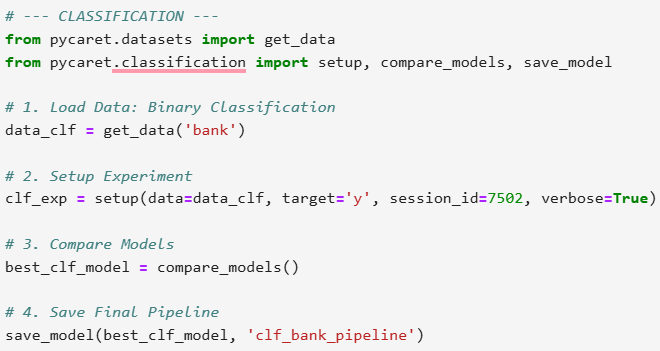 # --- CLASSIFICATION ---
from pycaret.datasets import get_data
from pycaret.classification import setup, compare_models, save_model
# 1. Load Data: Binary Classification
data_clf = get_data('bank')
# 2. Setup Experiment
clf_exp = setup(data=data_clf, target='y', session_id=7502, verbose=True)
# 3. Compare Models
best_clf_model = compare_models()
# 4. Save Final Pipeline
save_model(best_clf_model, 'clf_bank_pipeline')